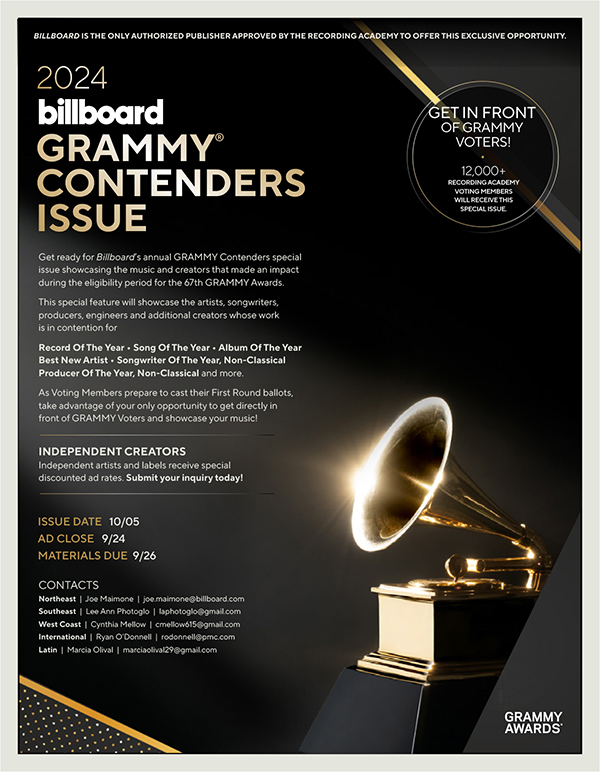 BILLBOARD IS THE ONLY AUTHORIZED PUBLISHER APPROVED BY THE RECORDING ACADEMY TO OFFER THIS EXCLUSIVE OPPORTUNITY.
2024
billboard
GRAMMY®
CONTENDERS
ISSUE
GET IN FRONT
OF GRAMMY
VOTERS!
12,000+
RECORDING ACADEMY
VOTING MEMBERS
WILL RECEIVE THIS
SPECIAL ISSUE.
Get ready for Billboard's annual GRAMMY Contenders special
issue showcasing the music and creators that made an impact
during the eligibility period for the 67th GRAMMY Awards.
This special feature will showcase the artists, songwriters,
producers, engineers and additional creators whose work
is in contention for
Record Of The Year • Song Of The Year • Album Of The Year
Best New Artist • Songwriter Of The Year, Non-Classical
Producer Of The Year, Non-Classical and more.
As Voting Members prepare to cast their First Round ballots,
take advantage of your only opportunity to get directly in
front of GRAMMY Voters and showcase your music!
INDEPENDENT CREATORS
Independent artists and labels receive special
discounted ad rates. Submit your inquiry today!
ISSUE DATE 10/05
AD CLOSE 9/24
MATERIALS DUE 9/26
CONTACTS
Northeast | Joe Maimone | joe.maimone@billboard.com
Southeast | Lee Ann Photoglo | laphotoglo@gmail.com
West Coast | Cynthia Mellow | cmellow615@gmail.com
International | Ryan O'Donnell | rodonnell@pmc.com
Latin | Marcia Olival | marciaolival29@gmail.com
GRAMMY
AWARDS®